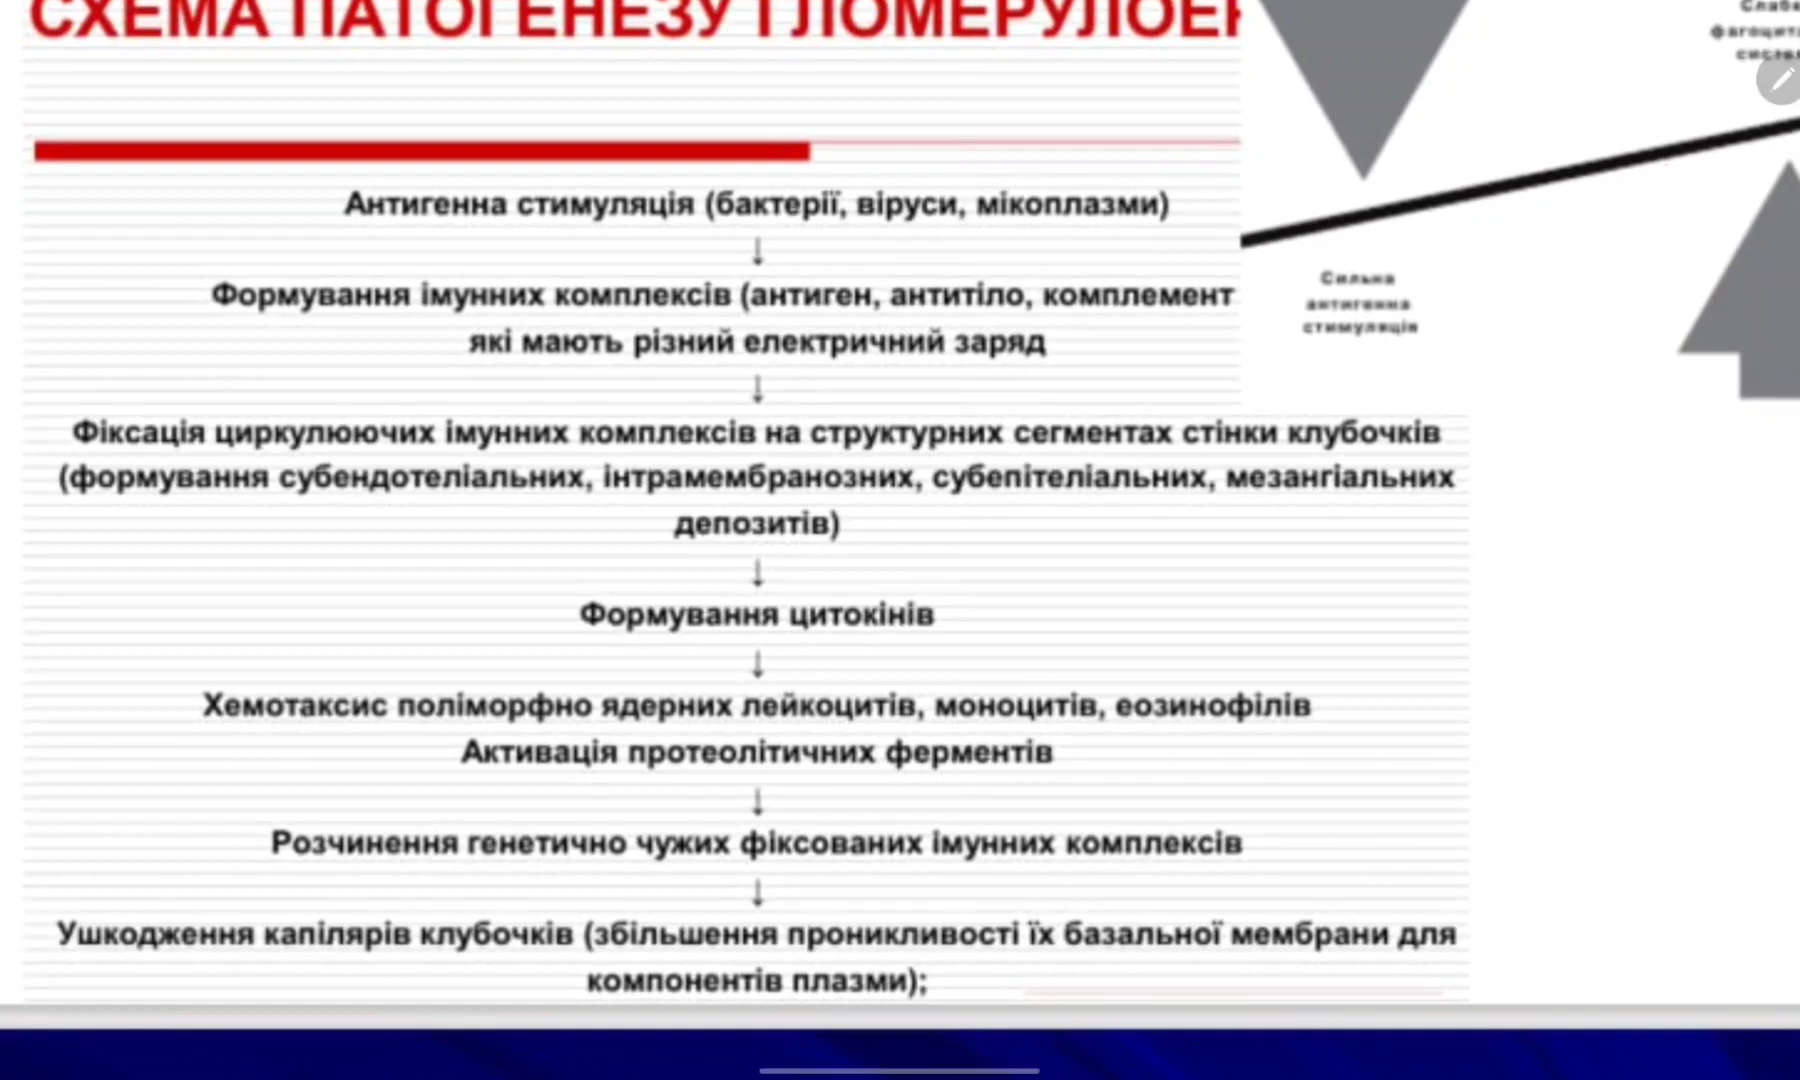 СХЕМА ПАТОГЕНЕЗУ ГЛОМЕРУЛОНЕ
Антигенна стимуляція (бактерії, віруси, мікоплазми)
↓
Формування імунних комплексів (антиген, антитіло, комплемент
які мають різний електричний заряд
↓
Фіксація циркулюючих імунних комплексів на структурних сегментах стінки клубочків
(формування субендотеліальних, інтрамембранозних, субепітеліальних, мезангіальних
депозитів)
↓
Формування цитокінів
↓
Хемотаксис поліморфно ядерних лейкоцитів, моноцитів, еозинофілів
Активація протеолітичних ферментів
↓
Розчинення генетично чужих фіксованих імунних комплексів
↓
Ушкодження капілярів клубочків (збільшення проникливості їх базальної мембрани для
компонентів плазми);
Сильна
антигенна
стимуляція